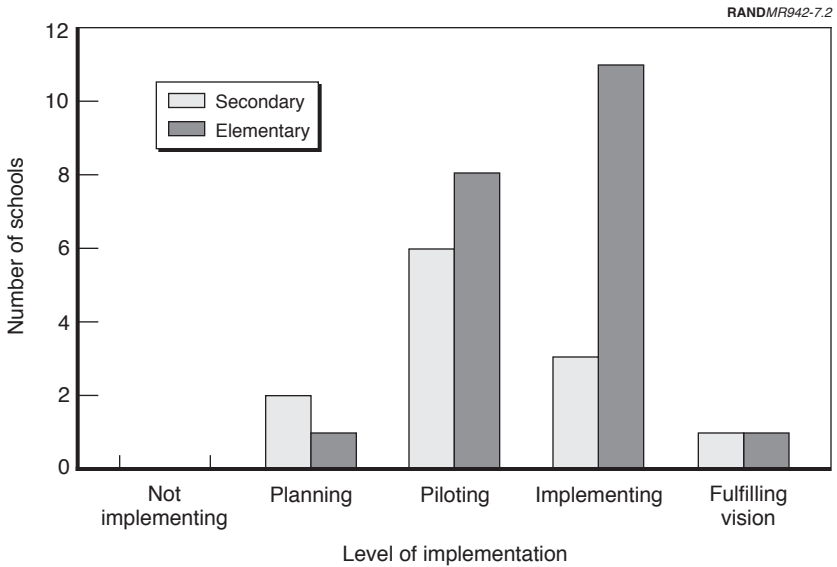 RANDMR942-7.2
12
10
8
6
4
2
0
Number of schools
Secondary
Elementary
Not
implementing
Planning
Piloting
Implementing
Fulfilling
vision
Level of implementation